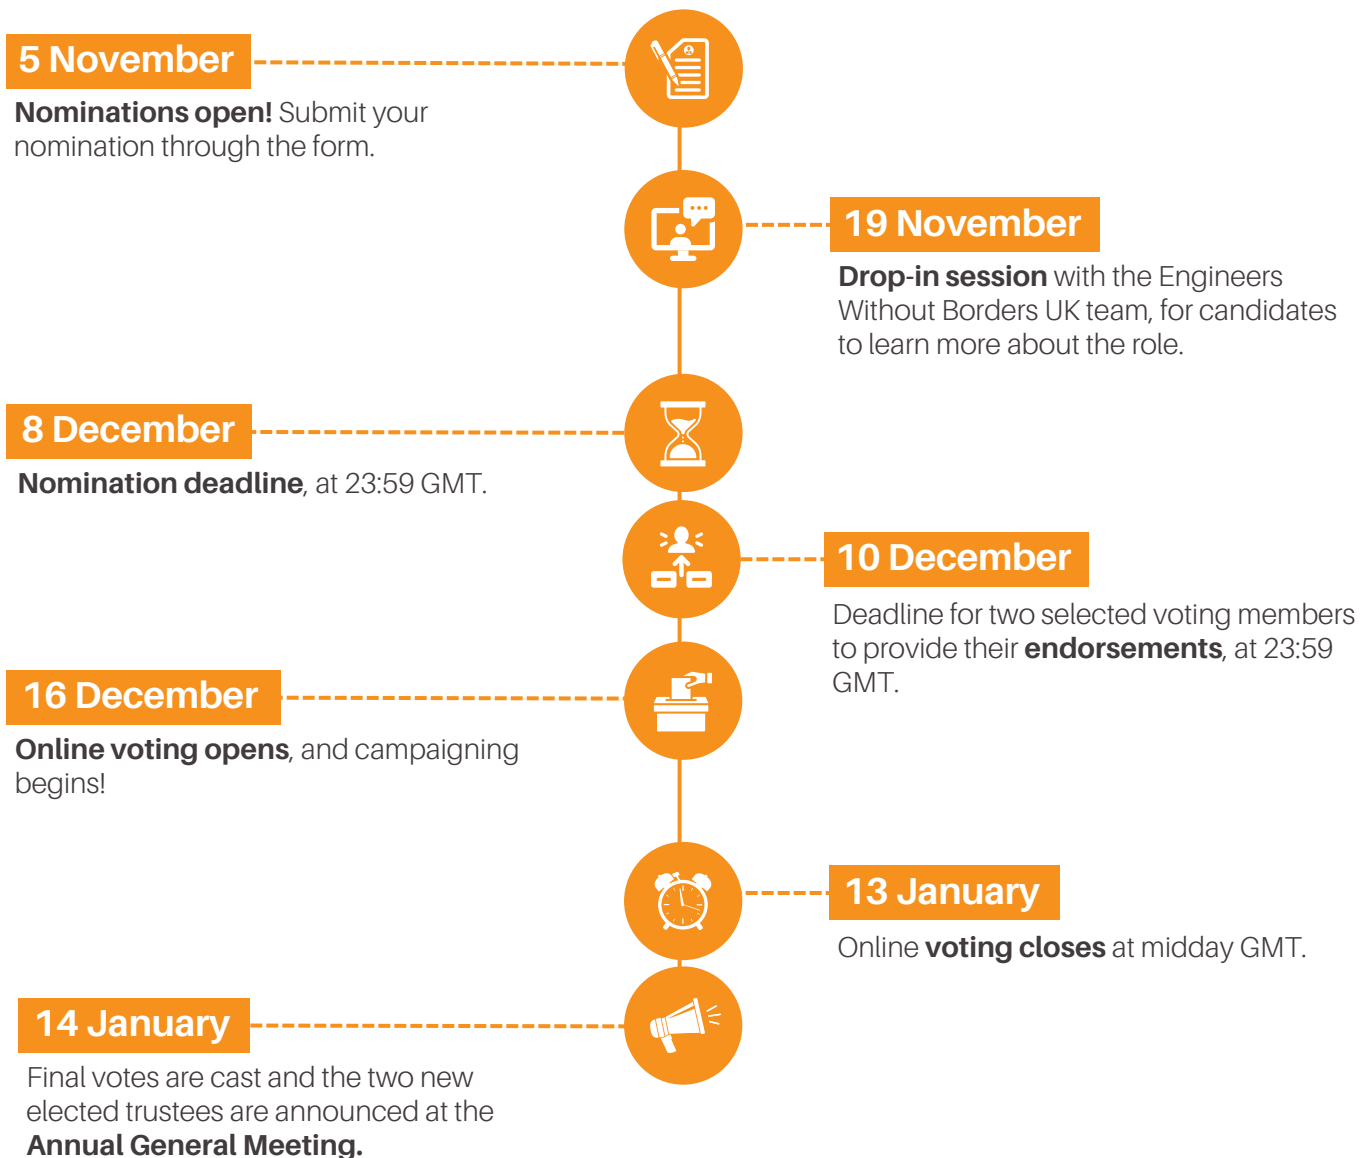 5 November
Nominations open! Submit your
nomination through the form.
19 November
Drop-in session with the Engineers
Without Borders UK team, for candidates
to learn more about the role.
8 December
Nomination deadline, at 23:59 GMT.
10 December
Deadline for two selected voting members
to provide their endorsements, at 23:59
GMT.
16 December
Online voting opens, and campaigning
begins!
13 January
Online voting closes at midday GMT.
14 January
Final votes are cast and the two new
elected trustees are announced at the
Annual General Meeting.